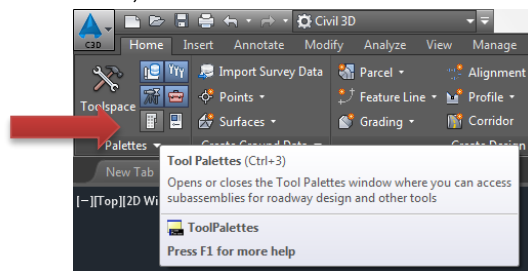 Civil 3D
C3D
Home Insert Annotate Modify Analyze View Manage
Import Survey Data Parcel Alignment
Toolspace Points Feature Line Profile
Surfaces Grading Corridor
Palettes Create Ground Data Create Design
New Tab
Tool Palettes (Ctrl+3)
Opens or closes the Tool Palettes window where you can access
subassemblies for roadway design and other tools
[−][Top][2D Wi
ToolPalettes
Press F1 for more help